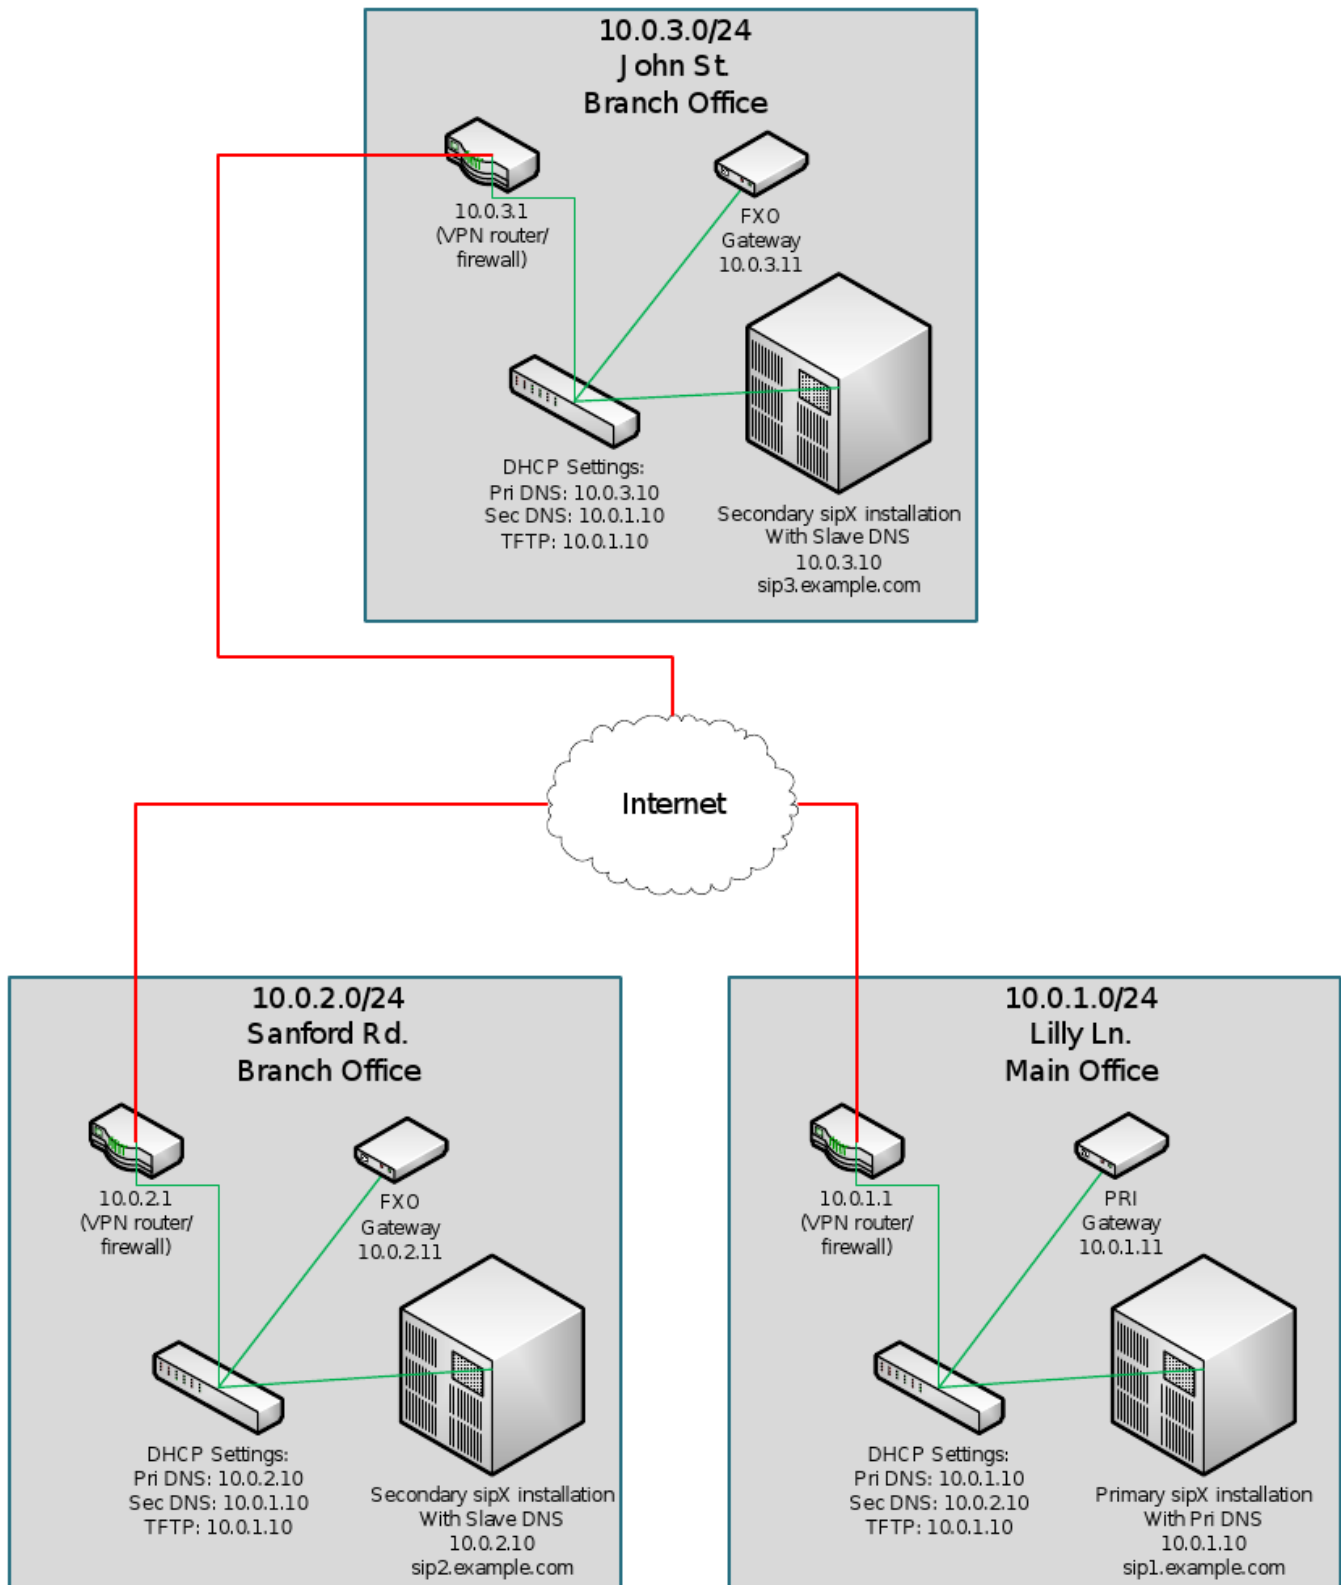 10.0.3.0/24
John St.
Branch Office
10.0.3.1
(VPN router/
firewall)
FXO
Gateway
10.0.3.11
DHCP Settings:
Pri DNS: 10.0.3.10
Sec DNS: 10.0.1.10
TFTP: 10.0.1.10
Secondary sipX installation
With Slave DNS
10.0.3.10
sip3.example.com
Internet
10.0.2.0/24
Sanford Rd.
Branch Office
10.0.2.1
(VPN router/
firewall)
FXO
Gateway
10.0.2.11
DHCP Settings:
Pri DNS: 10.0.2.10
Sec DNS: 10.0.1.10
TFTP: 10.0.1.10
Secondary sipX installation
With Slave DNS
10.0.2.10
sip2.example.com
10.0.1.0/24
Lilly Ln.
Main Office
10.0.1.1
(VPN router/
firewall)
PRI
Gateway
10.0.1.11
DHCP Settings:
Pri DNS: 10.0.1.10
Sec DNS: 10.0.2.10
TFTP: 10.0.1.10
Primary sipX installation
With Pri DNS
10.0.1.10
sip1.example.com